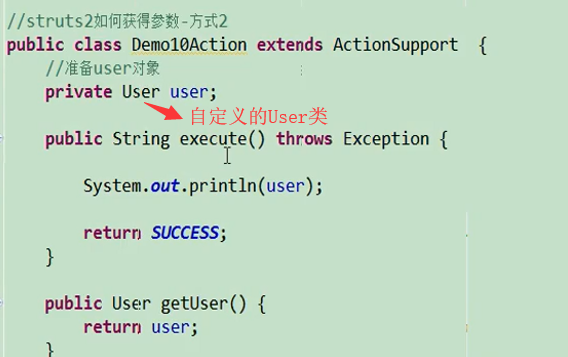 //struts2如何获得参数-方式2
public class Demo10Action extends ActionSupport  {
    //准备user对象
    private User user;
自定义的User类
    public String execute() throws Exception {
        System.out.println(user);
        return SUCCESS;
    }
    public User getUser() {
        return user;
    }